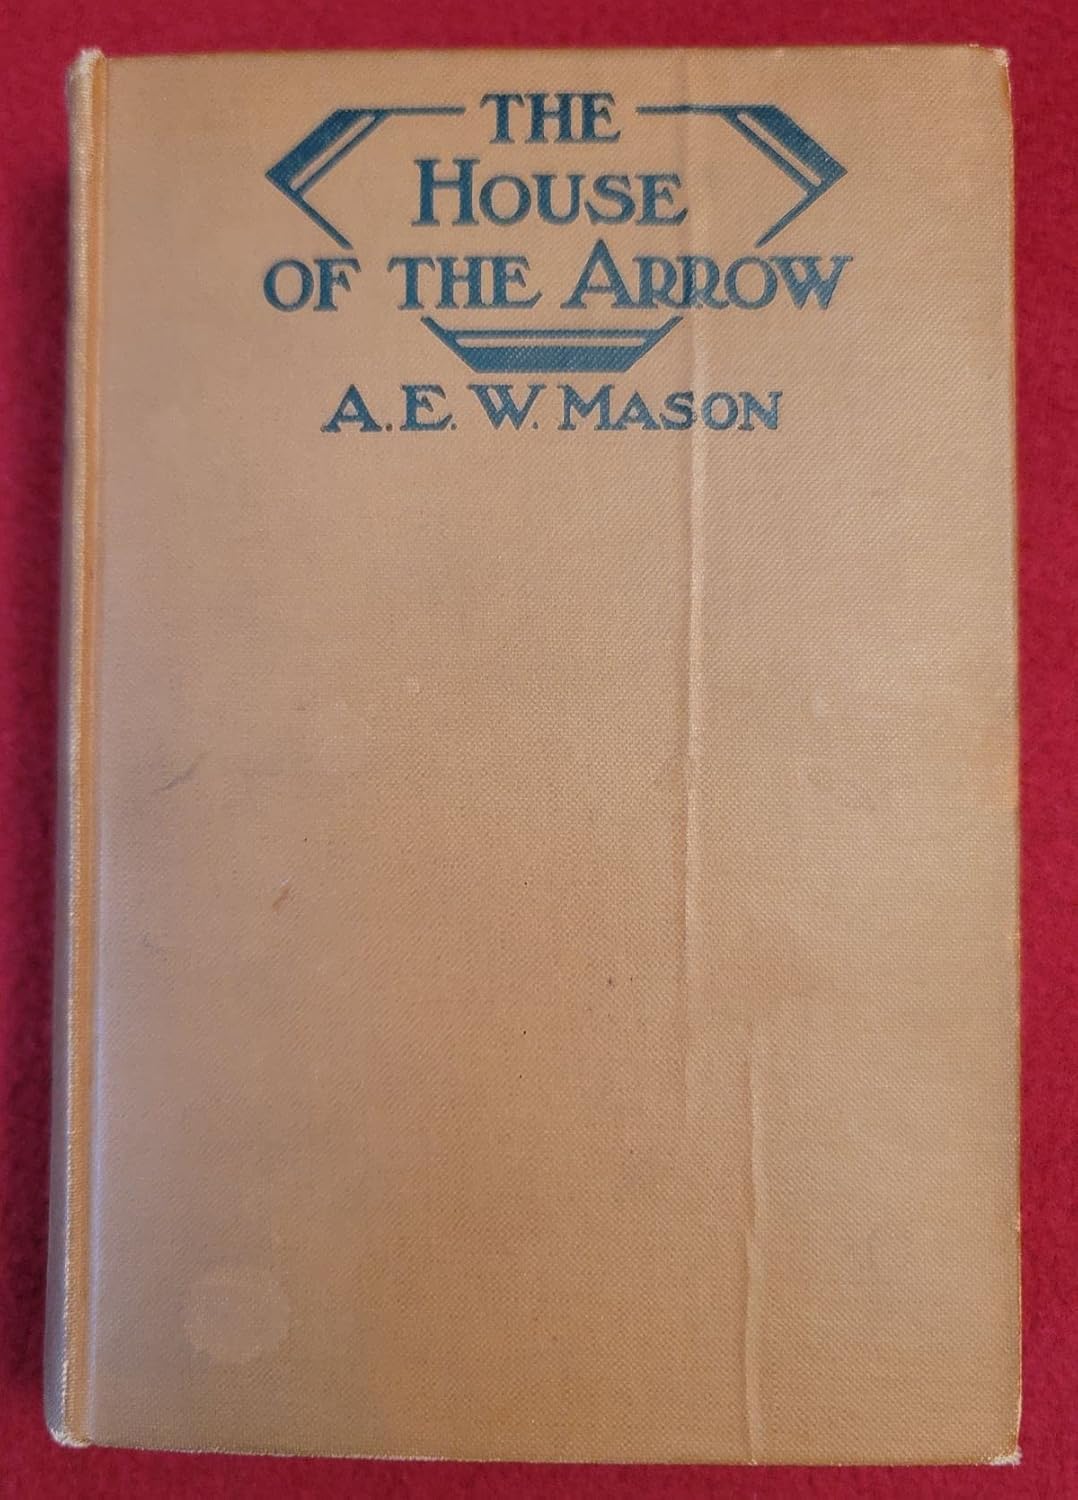 THE
HOUSE
OF THE ARROW
A. E. W. MASON